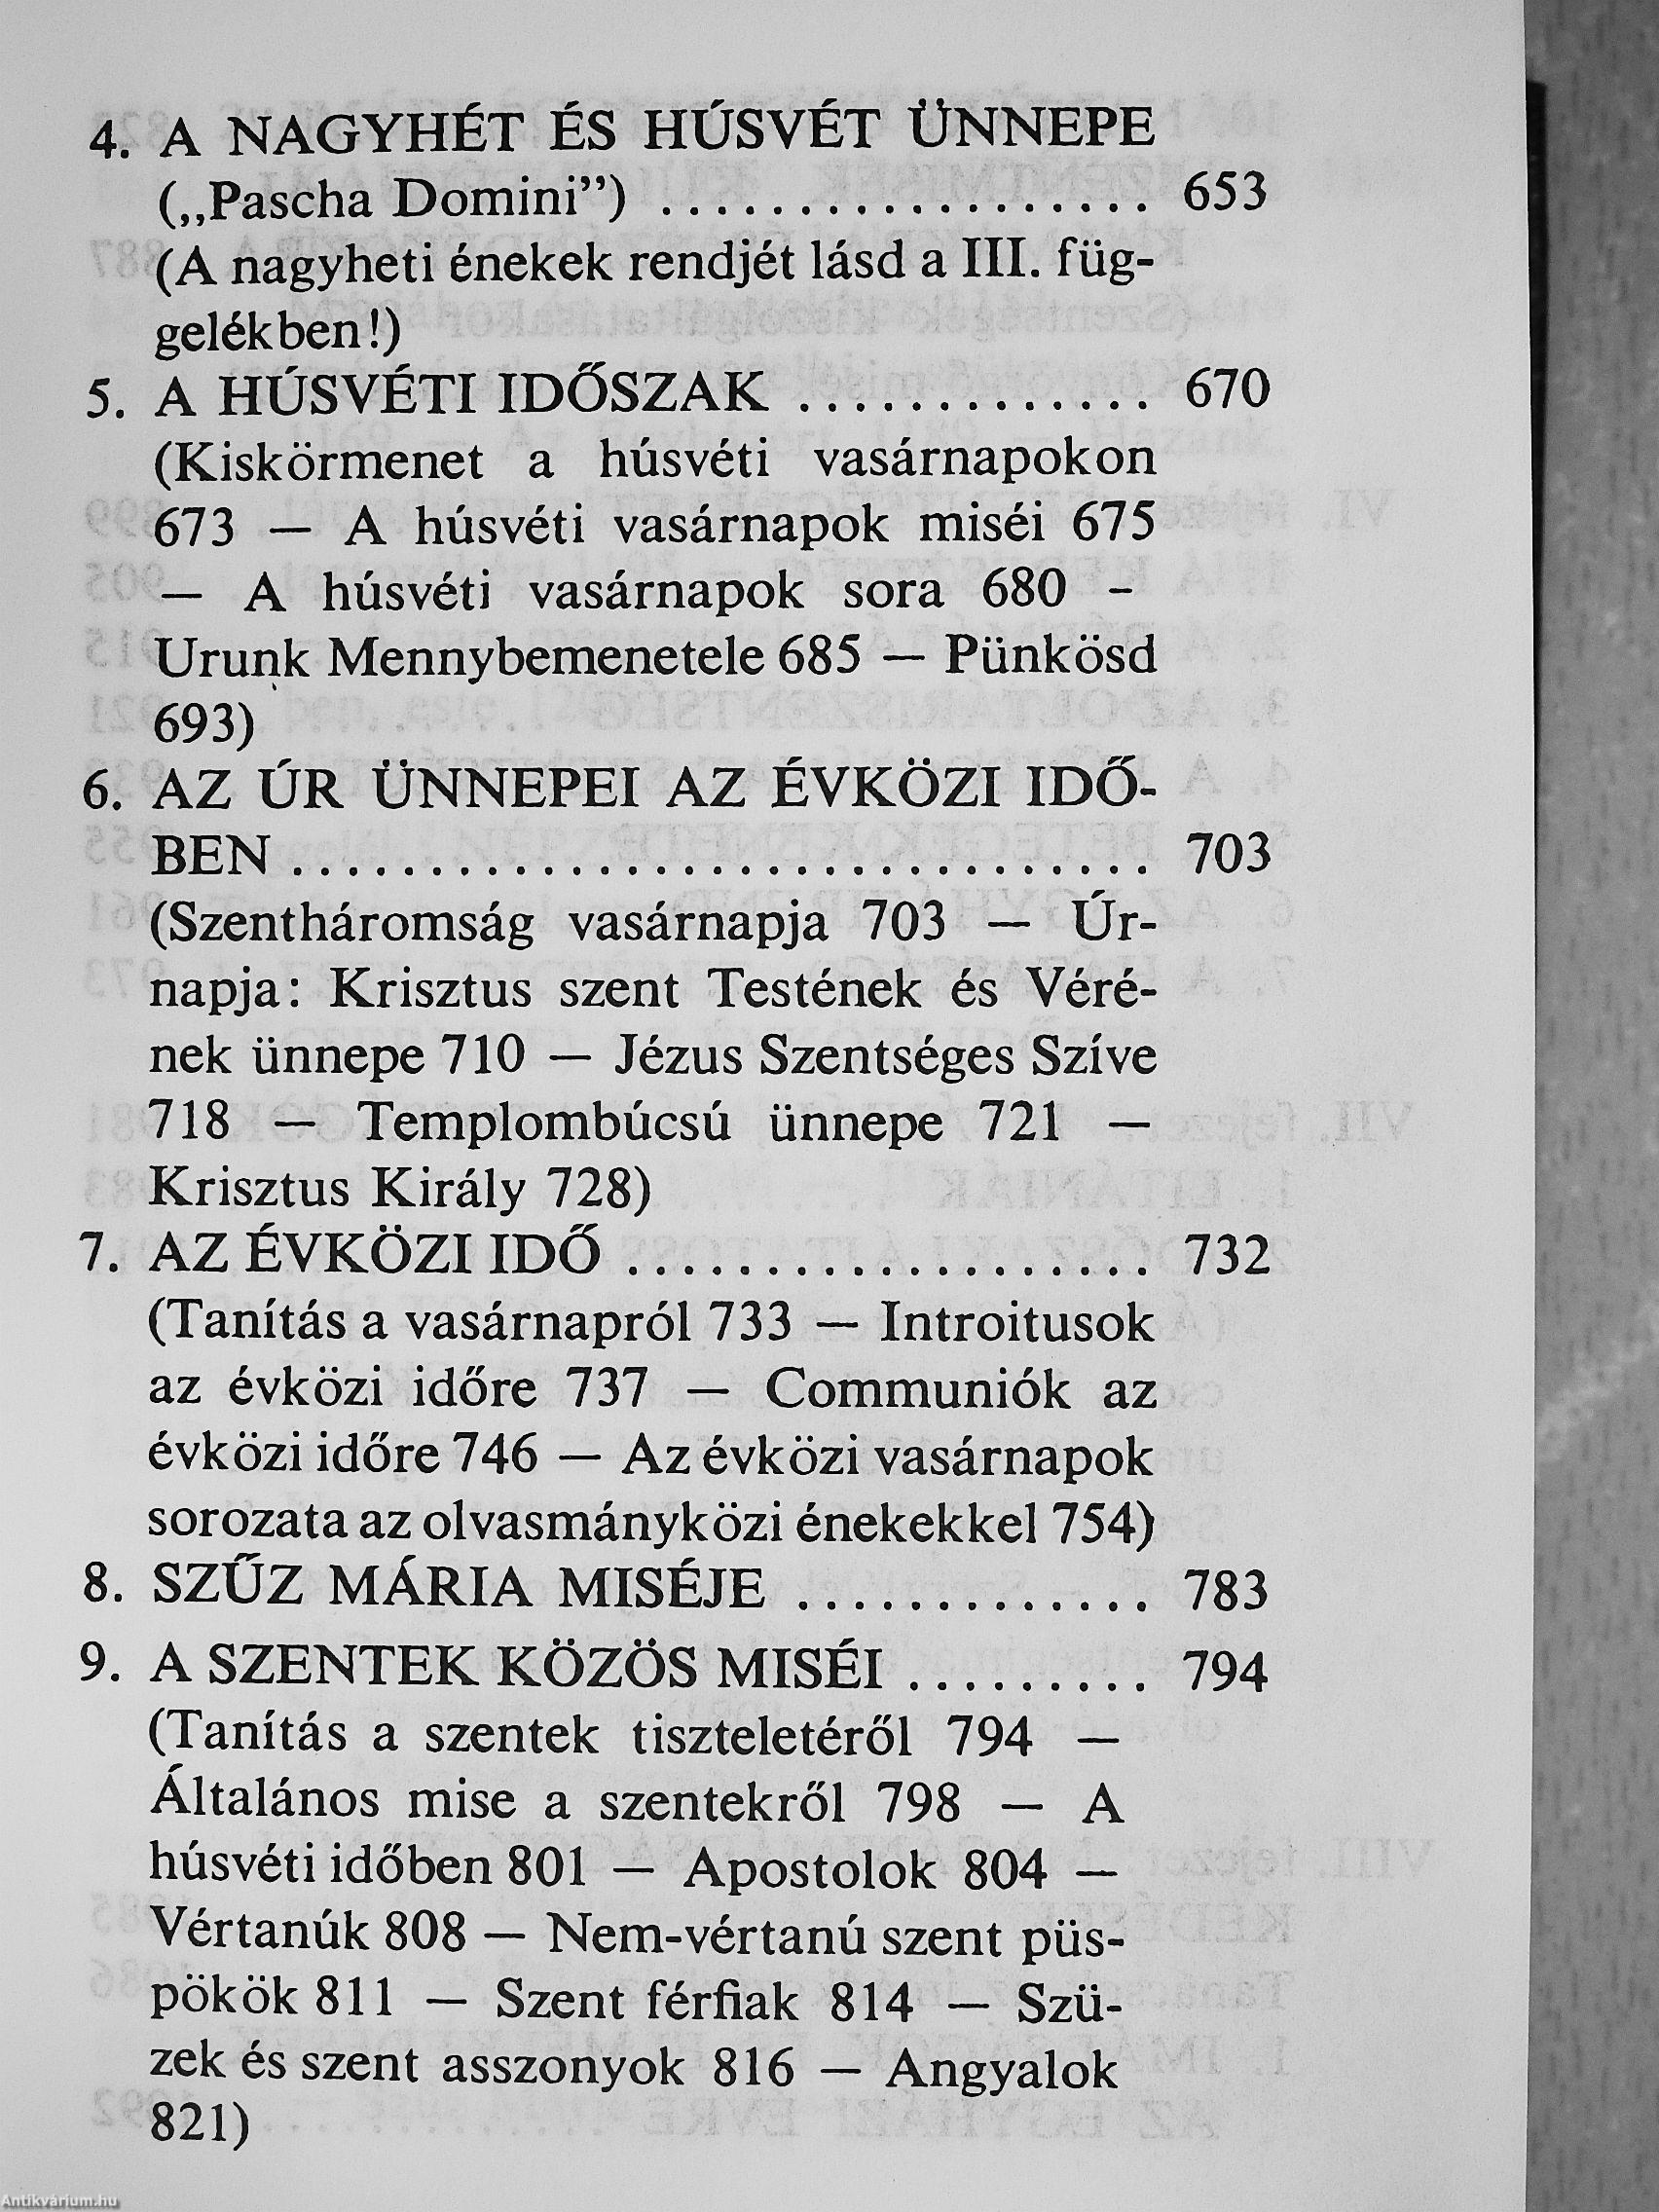 4. A NAGYHÉT ÉS HÚSVÉT ÜNNEPE
(„Pascha Domini”) .................. 653
(A nagyheti énekek rendjét lásd a III. füg-
gelékben!)
5. A HÚSVÉTI IDŐSZAK ............. 670
(Kiskörmenet a húsvéti vasárnapokon
673 — A húsvéti vasárnapok miséi 675
— A húsvéti vasárnapok sora 680 –
Urunk Mennybemenetele 685 — Pünkösd
693)
6. AZ ÚR ÜNNEPEI AZ ÉVKÖZI IDŐ-
BEN ............................... 703
(Szentháromság vasárnapja 703 — Úr-
napja: Krisztus szent Testének és Véré-
nek ünnepe 710 — Jézus Szentséges Szíve
718 — Templombúcsú ünnepe 721 —
Krisztus Király 728)
7. AZ ÉVKÖZI IDŐ ................... 732
(Tanítás a vasárnapról 733 — Introitusok
az évközi időre 737 — Communiók az
évközi időre 746 — Az évközi vasárnapok
sorozata az olvasmányközi énekekkel 754)
8. SZŰZ MÁRIA MISÉJE ............. 783
9. A SZENTEK KÖZÖS MISÉI ......... 794
(Tanítás a szentek tiszteletéről 794 —
Általános mise a szentekről 798 — A
húsvéti időben 801 — Apostolok 804 —
Vértanúk 808 — Nem-vértanú szent püs-
pökök 811 — Szent férfiak 814 — Szü-
zek és szent asszonyok 816 — Angyalok
821)
Antikvárium.hu